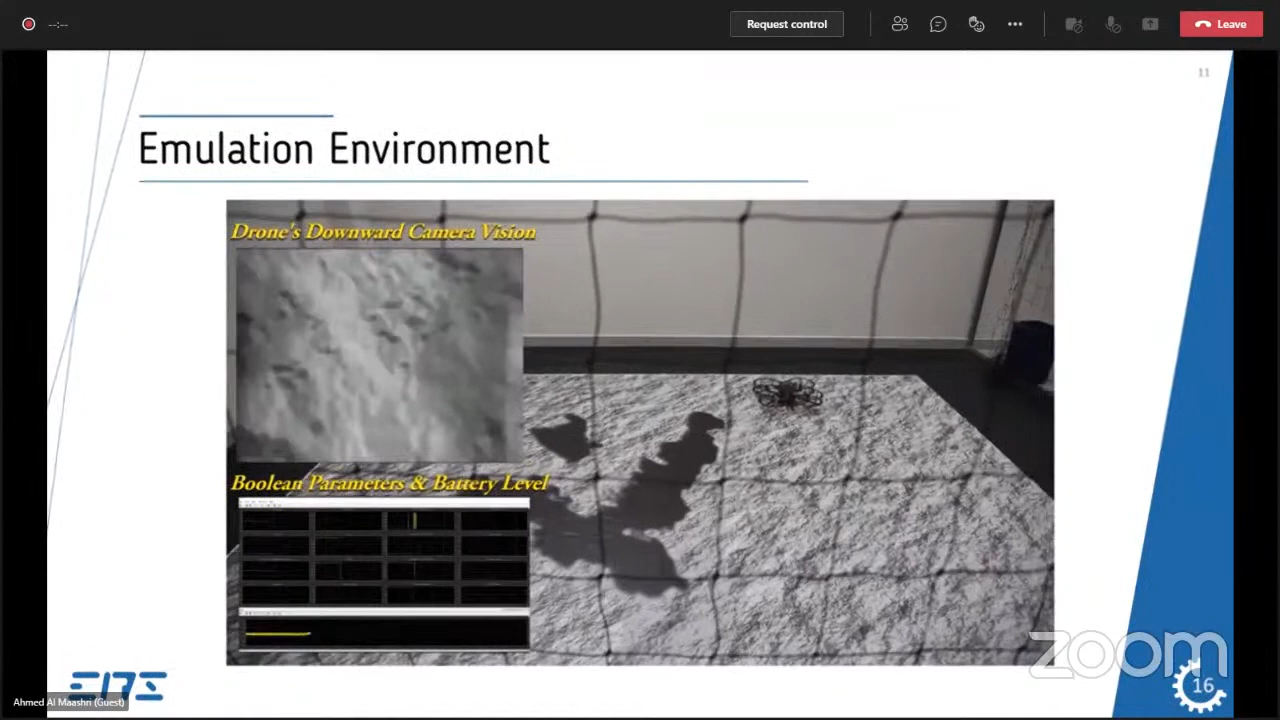 --:--
Request control
Leave
11
Emulation Environment
Drone's Downward Camera Vision
Boolean Parameters & Battery Level
zoom
16
Ahmed Al Maashri (Guest)